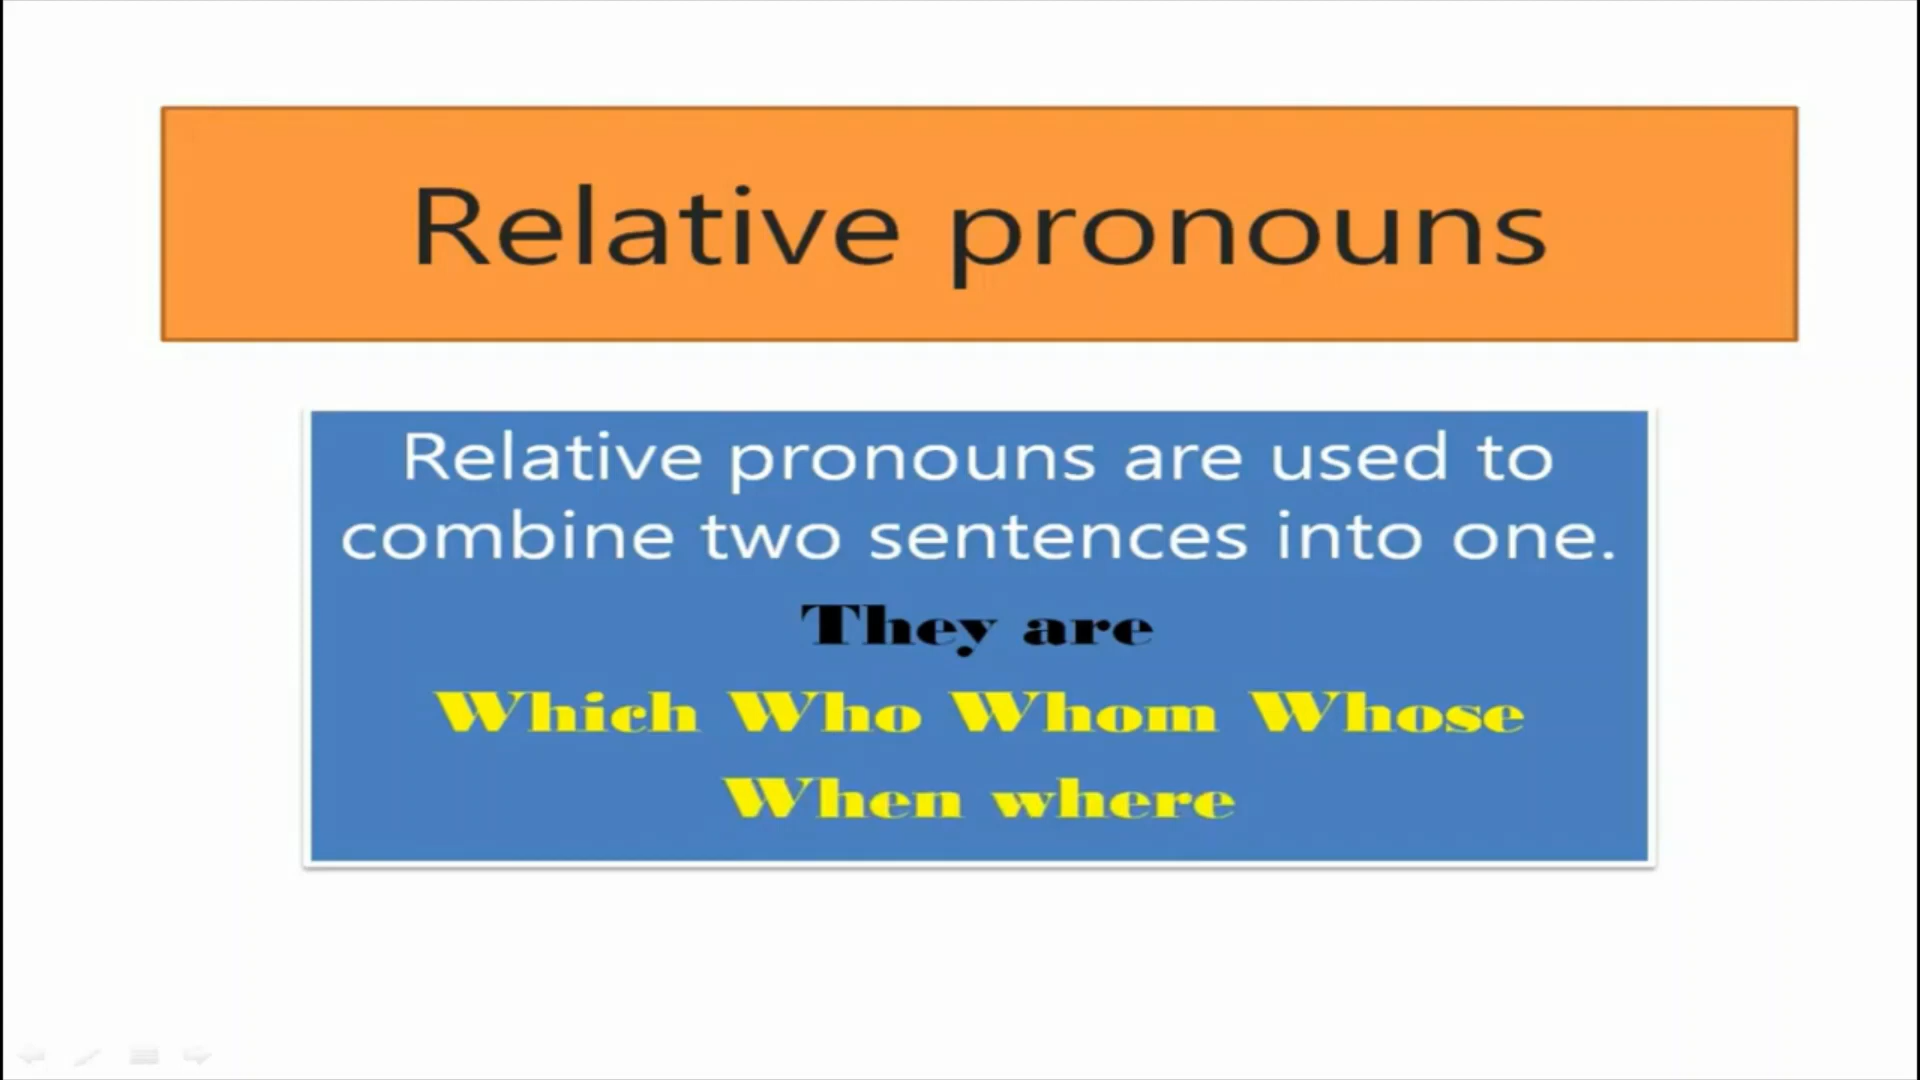 Relative pronouns
Relative pronouns are used to
combine two sentences into one.
They are
Which Who Whom Whose
When where